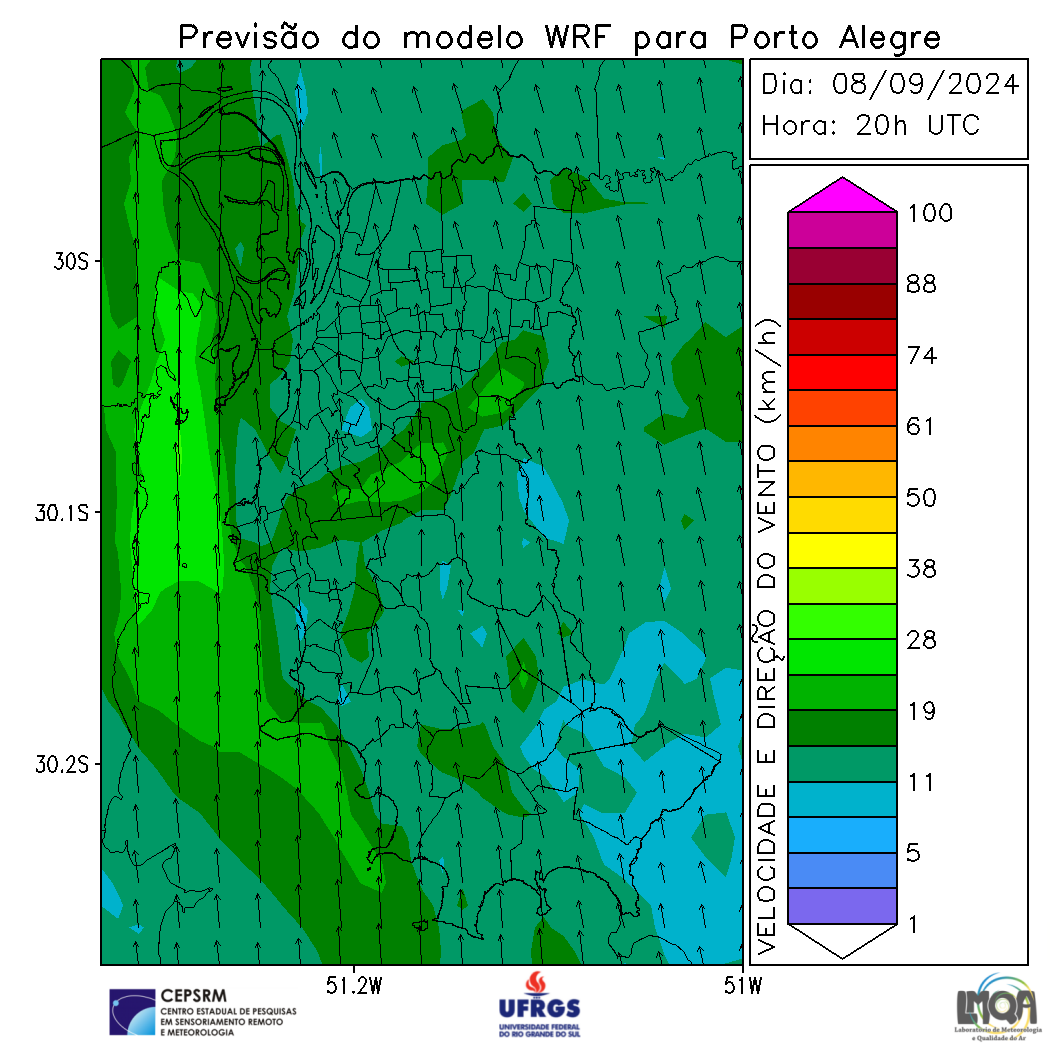 Previsão do modelo WRF para Porto Alegre
Dia: 08/09/2024
Hora: 20h UTC
30S
30.1S
30.2S
51.2W
51W
VELOCIDADE E DIREÇÃO DO VENTO (km/h)
100
88
74
61
50
38
28
19
11
5
1
CEPSRM
CENTRO ESTADUAL DE PESQUISAS
EM SENSORIAMENTO REMOTO
E METEOROLOGIA
UFRGS
UNIVERSIDADE FEDERAL
DO RIO GRANDE DO SUL
LMQA
Laboratório de Meteorologia
e Qualidade do Ar